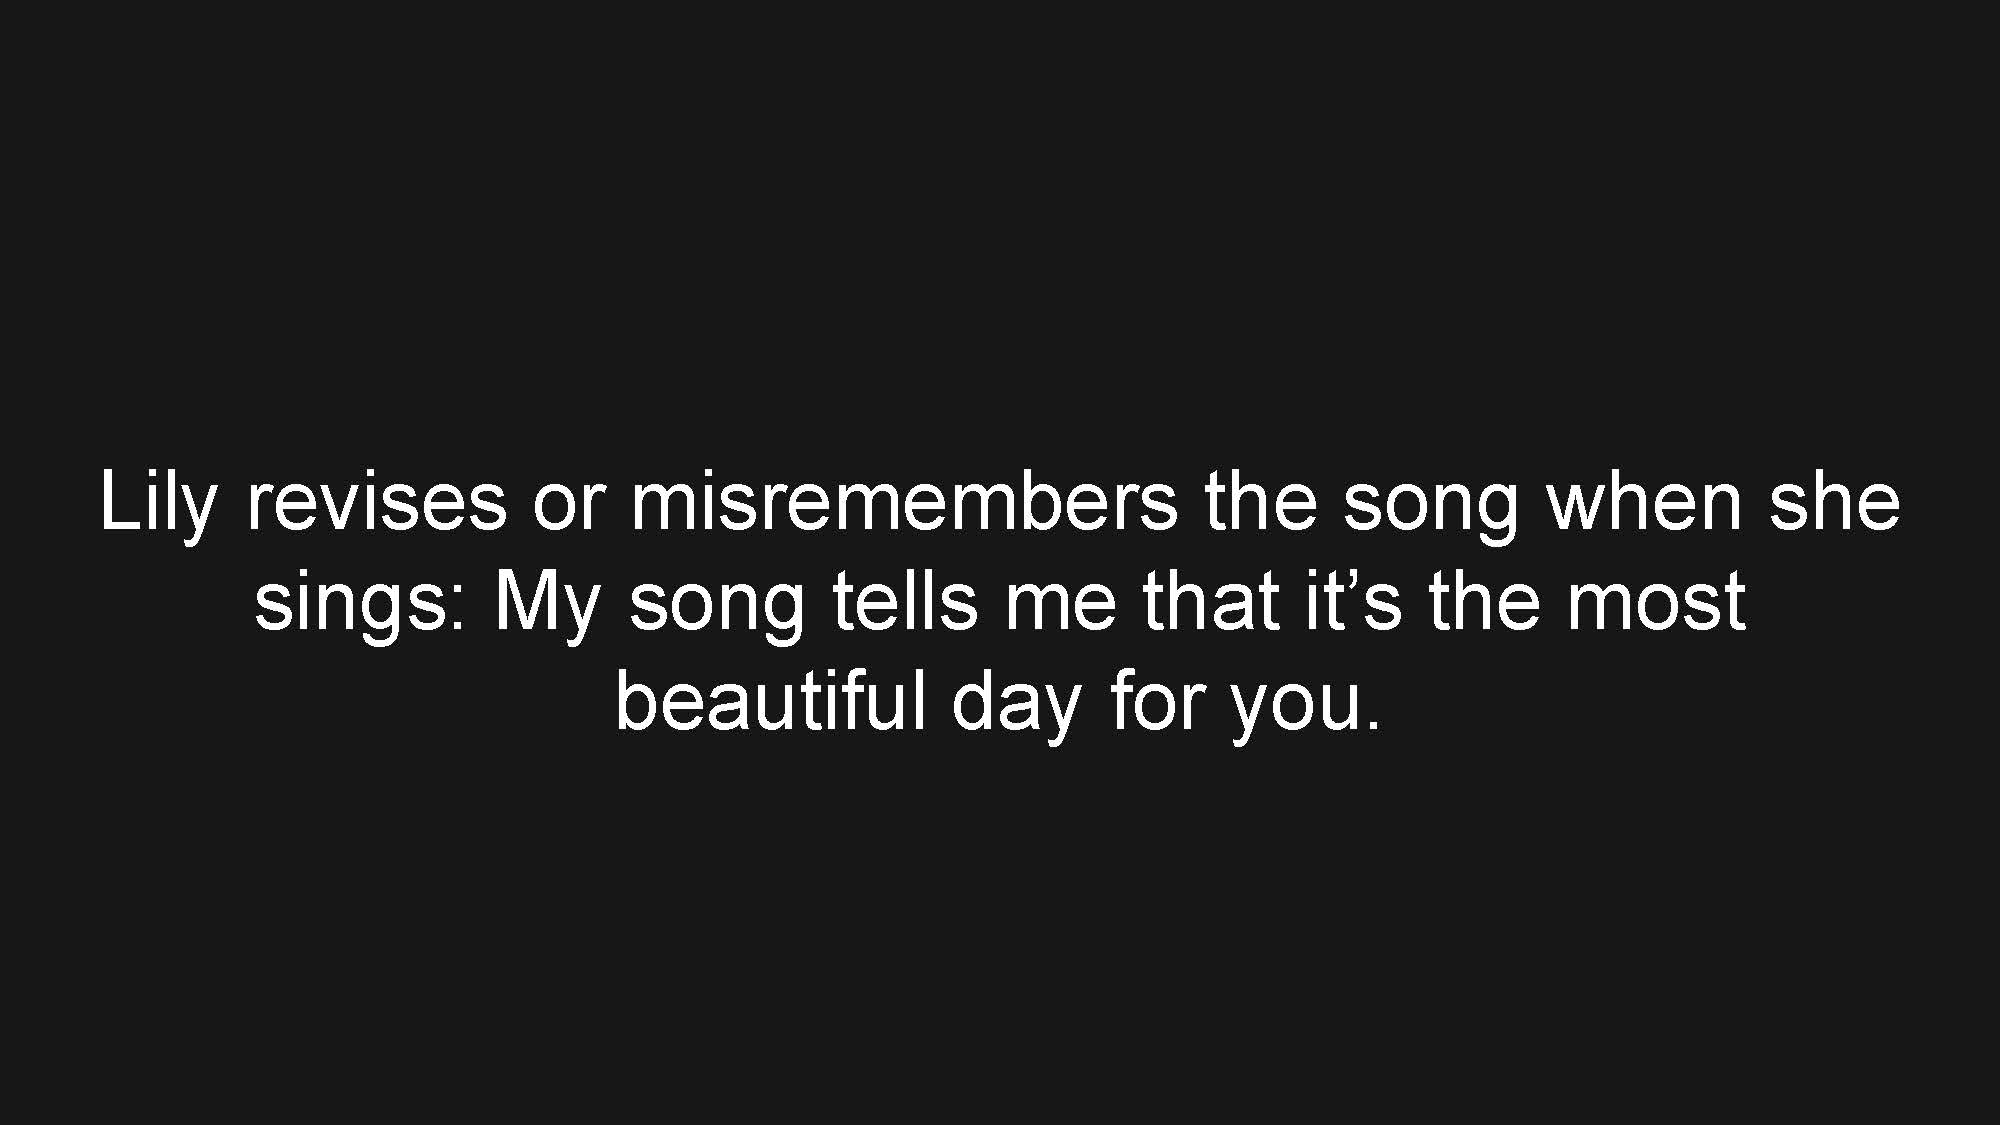 Lily revises or misremembers the song when she
sings: My song tells me that it’s the most
beautiful day for you.